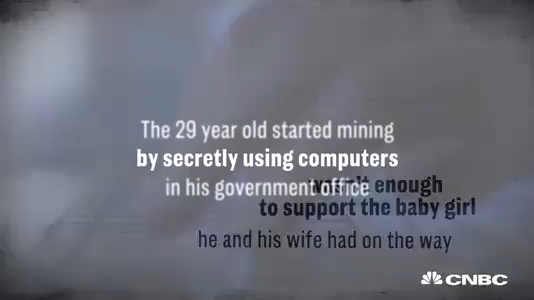 The 29 year old started mining
by secretly using computers
in his government office
wasn't enough
to support the baby girl
he and his wife had on the way
CNBC